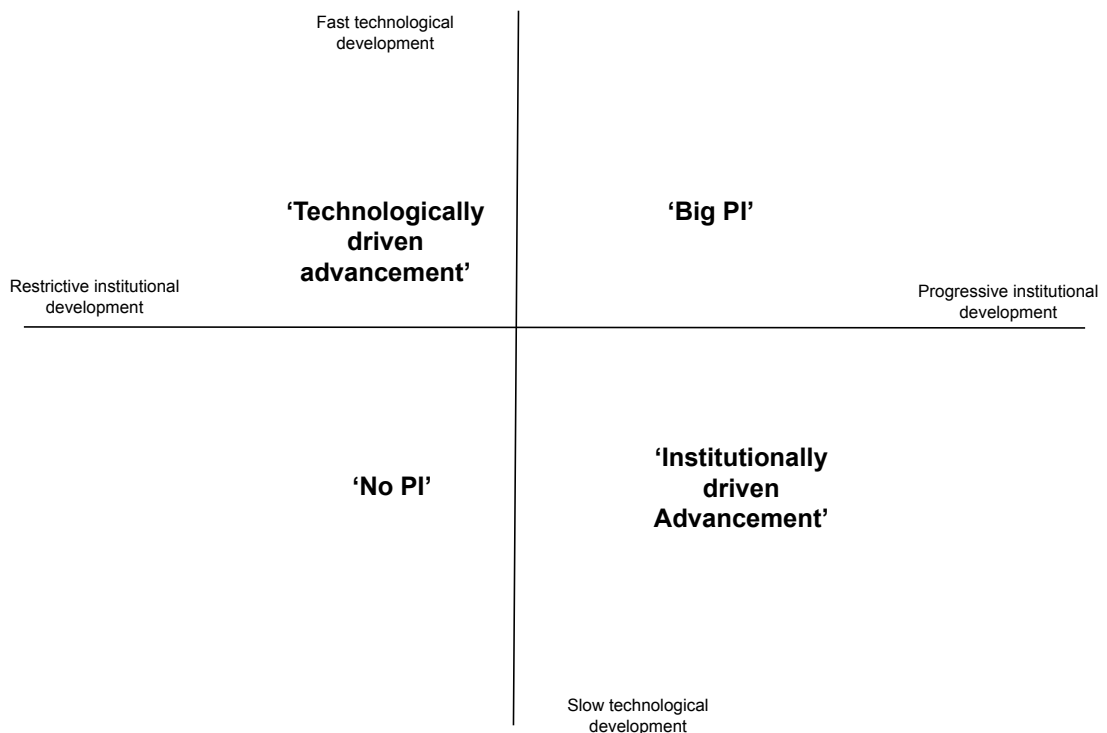 Fast technological
development
‘Technologically
driven
advancement’
‘Big PI’
Restrictive institutional
development
Progressive institutional
development
‘No PI’
‘Institutionally
driven
Advancement’
Slow technological
development